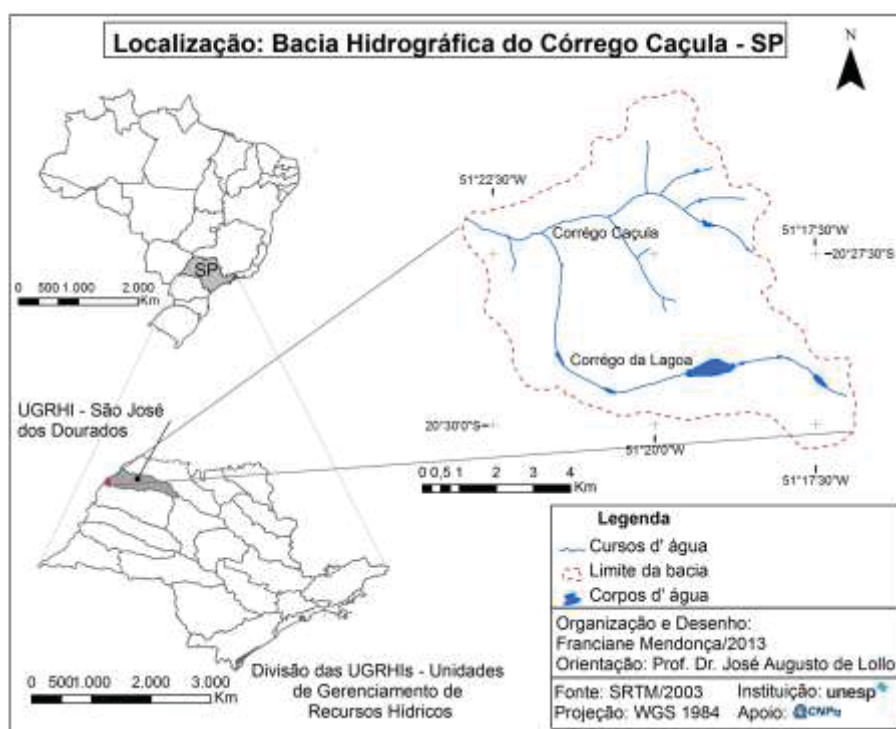 Localização: Bacia Hidrográfica do Córrego Caçula - SP
N
51°22'30"W
51°17'30"W
Corrégo Caçula
20°27'30"S
SP
0 500 1.000 2.000
Km
Corrégo da Lagoa
UGRHI - São José
dos Dourados
20°30'0"S
51°20'0"W
51°17'30"W
0 0,5 1 2 3 4
Km
Legenda
Cursos d' água
Limite da bacia
Corpos d' água
Organização e Desenho:
Franciane Mendonça/2013
Orientação: Prof. Dr. José Augusto de Lollo
Fonte: SRTM/2003 Instituição: unesp
Projeção: WGS 1984 Apoio: CNPq
0 500 1.000 2.000 3.000
Km
Divisão das UGRHIs - Unidades
de Gerenciamento de
Recursos Hídricos